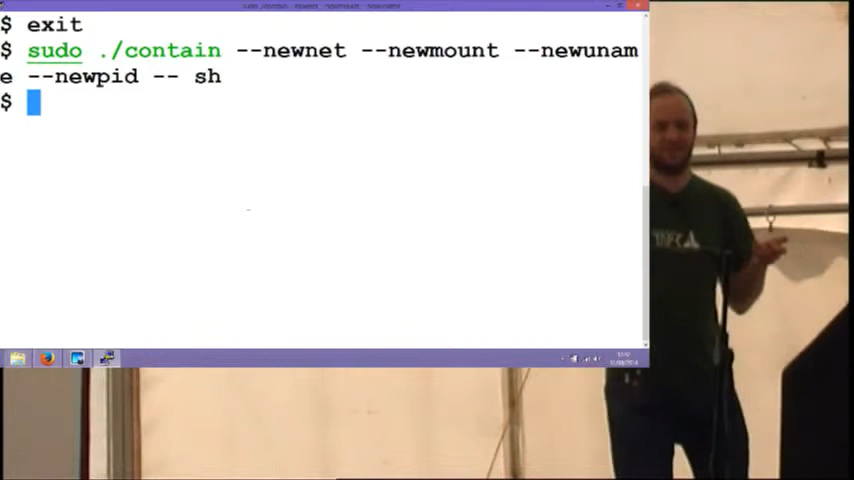 $ exit
$ sudo ./contain --newnet --newmount --newunam
e --newpid -- sh
$